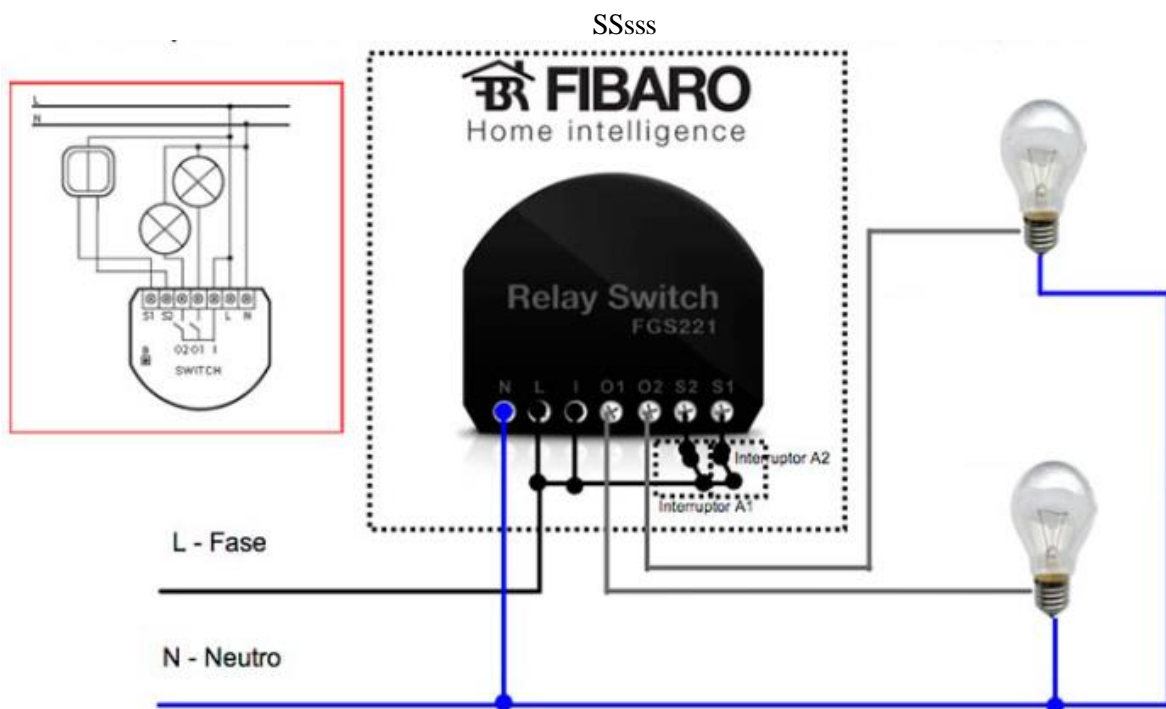 SSsss
FIBARO
Home intelligence
L
N
S1 S2 L N
O2 O1 I
B
SWITCH
Relay Switch
FGS221
N L I O1 O2 S2 S1
Interruptor A2
Interruptor A1
L - Fase
N - Neutro